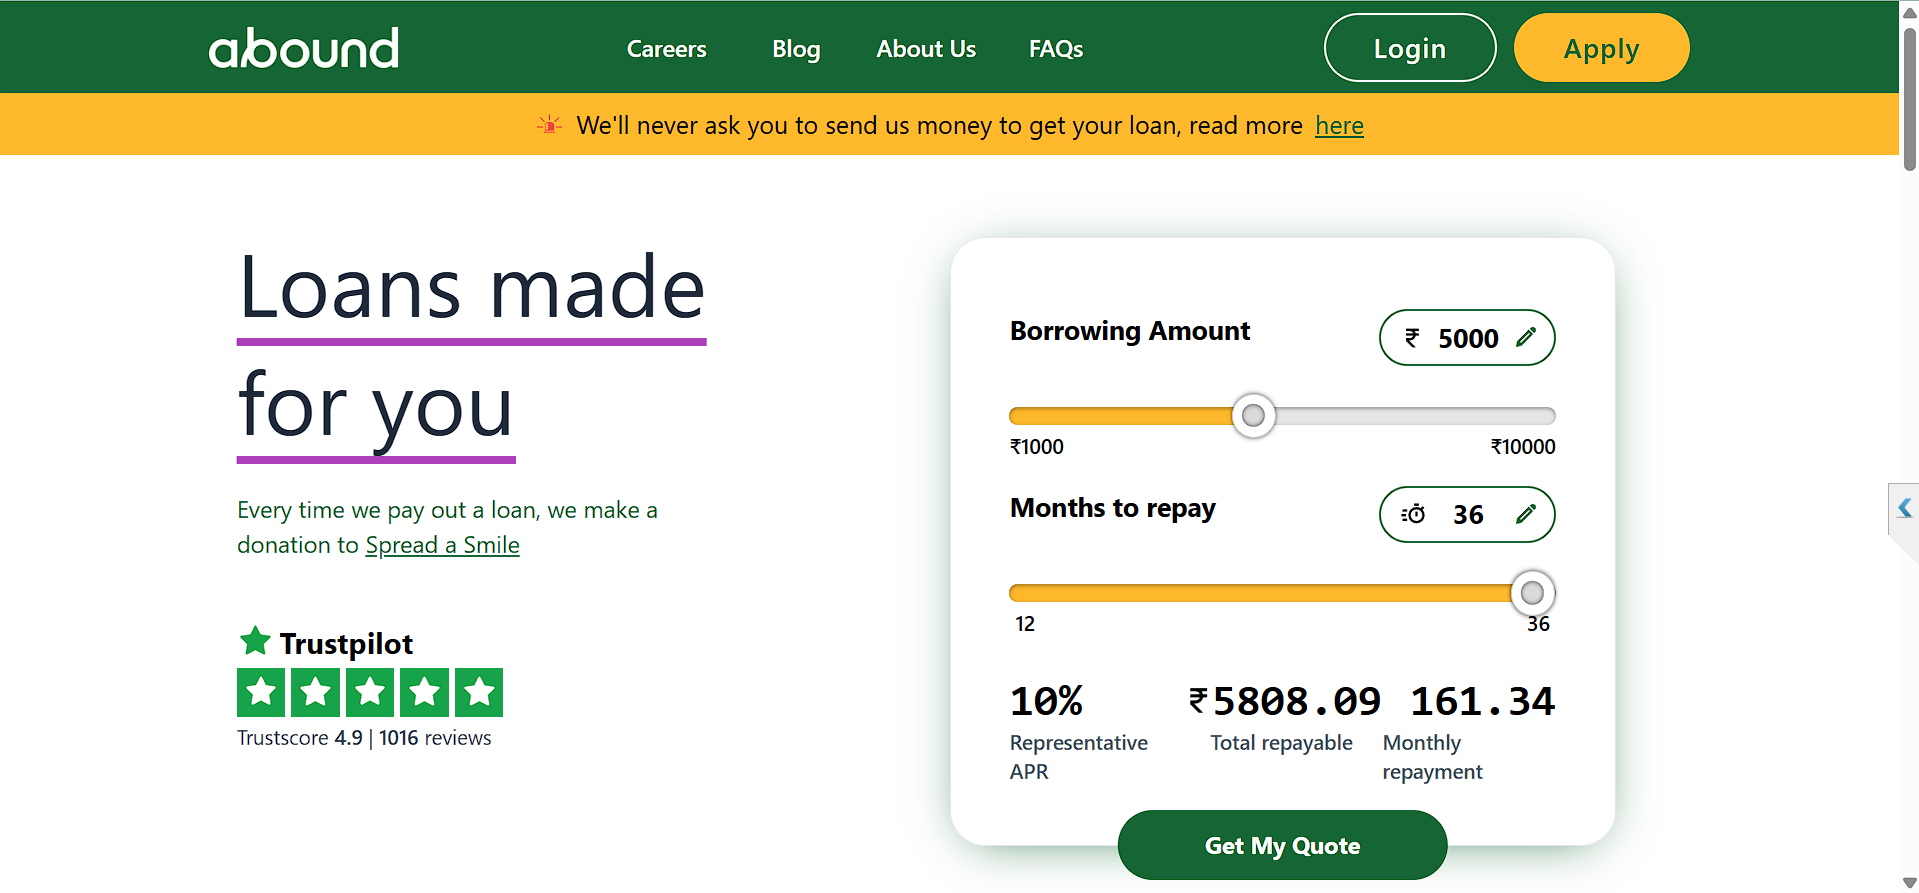 abound
Careers Blog About Us FAQs Login Apply
We'll never ask you to send us money to get your loan, read more here
Loans made
for you
Every time we pay out a loan, we make a
donation to Spread a Smile
Trustpilot
Trustscore 4.9 | 1016 reviews
Borrowing Amount ₹ 5000
₹1000 ₹10000
Months to repay 36
12 36
10% ₹5808.09 161.34
Representative Total repayable Monthly
APR repayment
Get My Quote